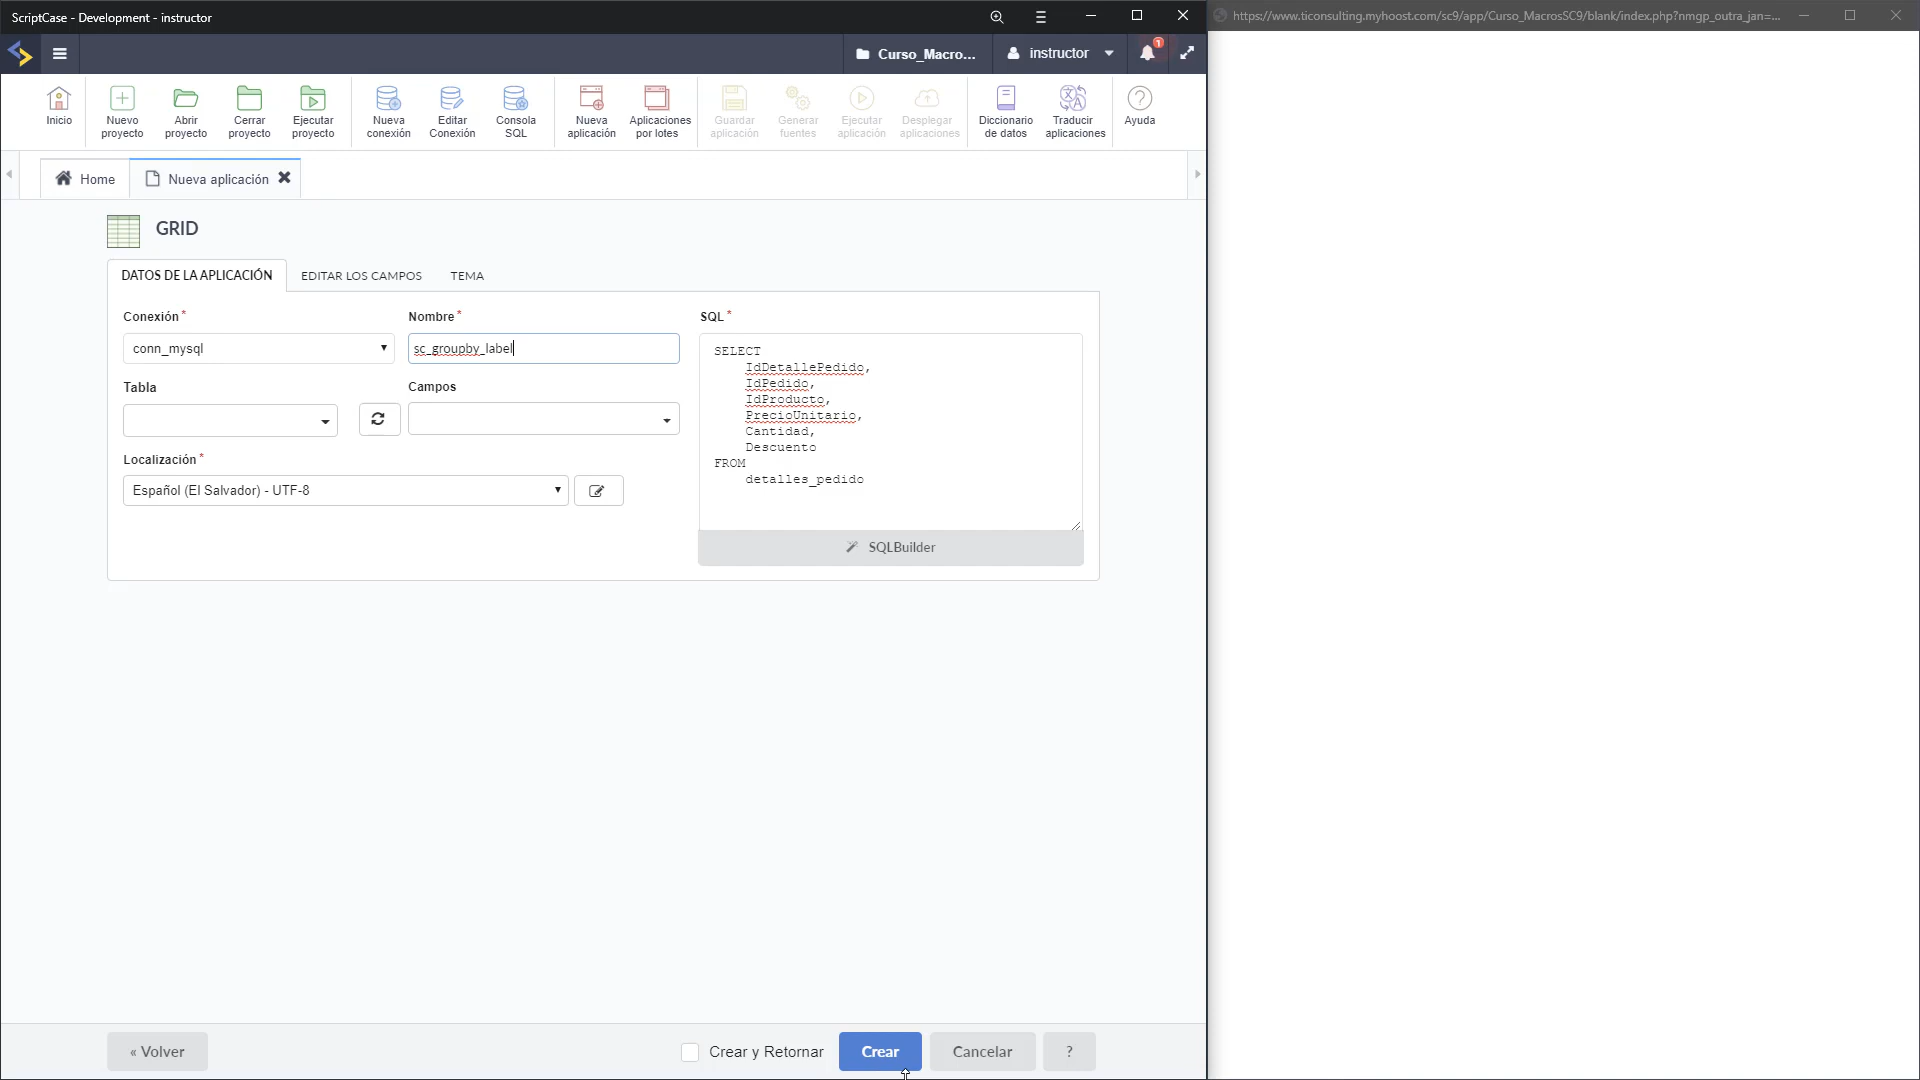 ScriptCase - Development - instructor
https://www.ticonsulting.myhoost.com/sc9/app/Curso_MacrosSC9/blank/index.php?nmgp_outra_jan=...
Curso_Macro...
instructor
1
Inicio
Nuevo proyecto
Abrir proyecto
Cerrar proyecto
Ejecutar proyecto
Nueva conexión
Editar Conexión
Consola SQL
Nueva aplicación
Aplicaciones por lotes
Guardar aplicación
Generar fuentes
Ejecutar aplicación
Desplegar aplicaciones
Diccionario de datos
Traducir aplicaciones
Ayuda
Home
Nueva aplicación
GRID
DATOS DE LA APLICACIÓN
EDITAR LOS CAMPOS
TEMA
Conexión *
Nombre *
SQL *
conn_mysql
sc_groupby_label
SELECT
IdDetallePedido,
IdPedido,
IdProducto,
PrecioUnitario,
Cantidad,
Descuento
FROM
detalles_pedido
Tabla
Campos
Localización *
Español (El Salvador) - UTF-8
SQLBuilder
« Volver
Crear y Retornar
Crear
Cancelar
?